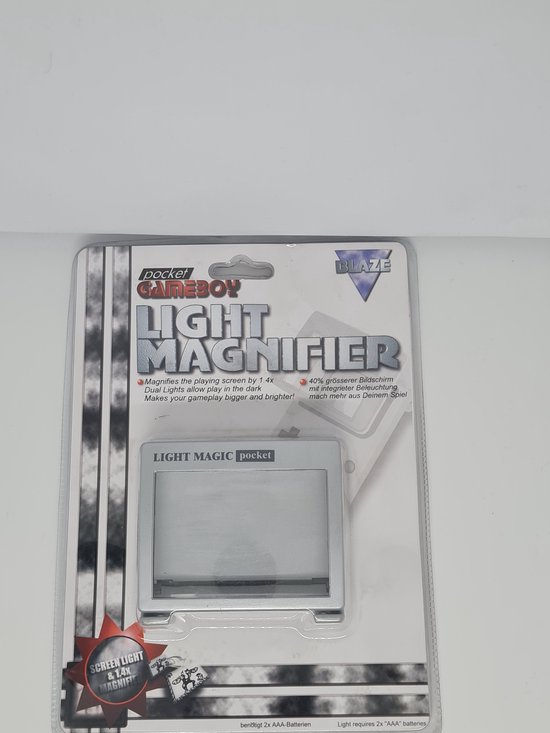 pocket
GAMEBOY
BLAZE
LIGHT
MAGNIFIER
Magnifies the playing screen by 1.4x
Dual Lights allow play in the dark
Makes your gameplay bigger and brighter!
40% grösserer Bildschirm
mit integrieter Beleuchtung
mach mehr aus Deinem Spiel
LIGHT MAGIC pocket
SCREEN LIGHT
& 1.4x
MAGNIFIER
benötigt 2x AAA-Batterien
Light requires 2x "AAA" batteries